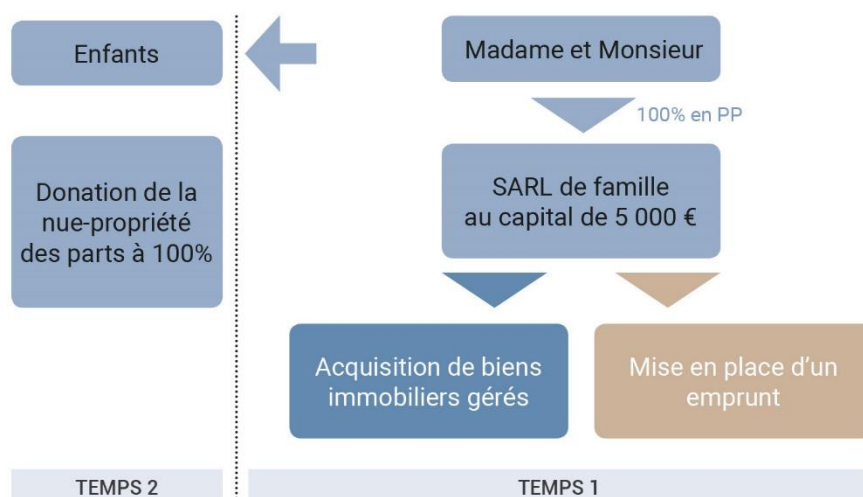 Enfants
Madame et Monsieur
100% en PP
Donation de la
nue-propriété
des parts à 100%
SARL de famille
au capital de 5 000 €
Acquisition de biens
immobiliers gérés
Mise en place d’un
emprunt
TEMPS 2
TEMPS 1